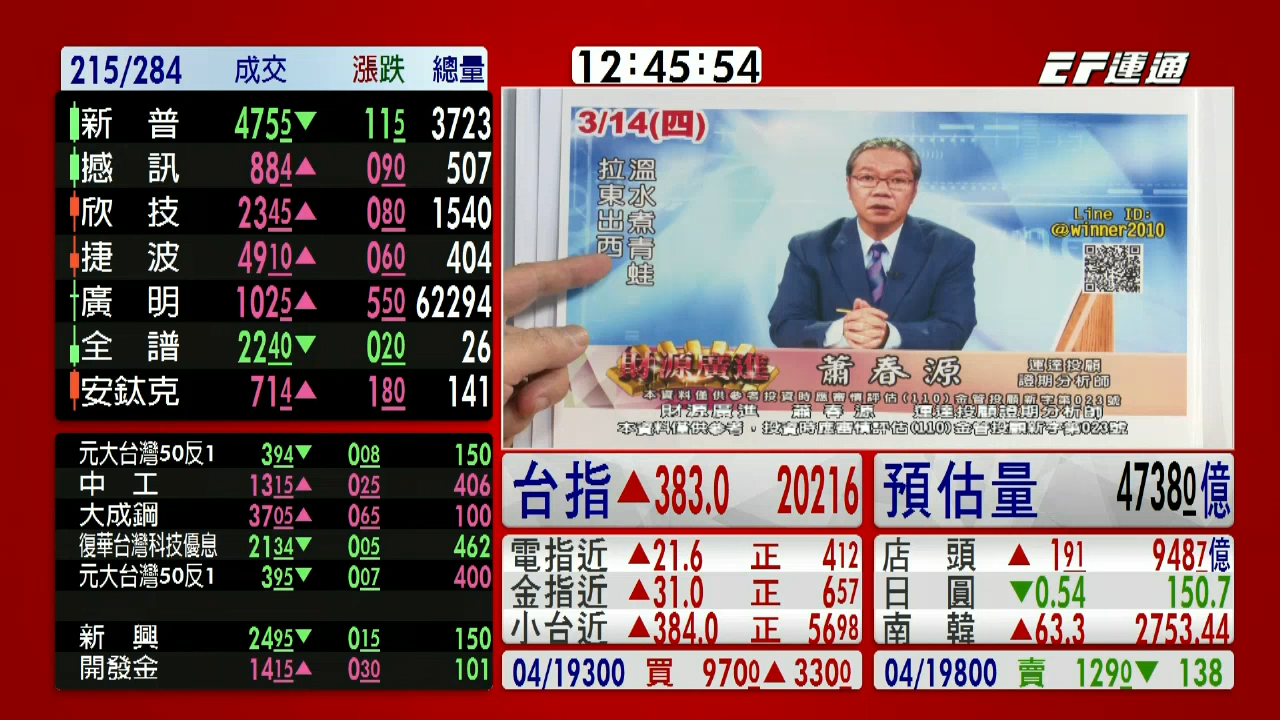 215/284 成交 漲跌 總量
新普 4755▼ 115 3723
撼訊 884▲ 090 507
欣技 2345▲ 080 1540
捷波 4910▲ 060 404
廣明 1025▲ 550 62294
全譜 2240▼ 020 26
安鈦克 714▲ 180 141
元大台灣50反1 394▼ 008 150
中工 1315▲ 025 406
大成鋼 3705▲ 065 100
復華台灣科技優息 2134▼ 005 462
元大台灣50反1 395▼ 007 400
新興 2495▼ 015 150
開發金 1415▲ 030 101
12:45:54
EF運通
3/14(四)
溫水煮青蛙
拉東出西
Line ID:
@winner2010
財源廣進 蕭春源 運達投顧
證期分析師
本資料僅供參考投資時應審慎評估(110)金管投顧新字第023號
財源廣進 蕭春源 運達投顧證期分析師
本資料僅供參考，投資時應審慎評估(110)金管投顧新字第023號
台指▲383.0 20216
預估量 47380億
電指近 ▲21.6 正 412
金指近 ▲31.0 正 657
小台近 ▲384.0 正 5698
店頭 ▲191 9487億
日圓 ▼0.54 150.7
南韓 ▲63.3 2753.44
04/19300 買 9700▲3300
04/19800 賣 1290▼ 138